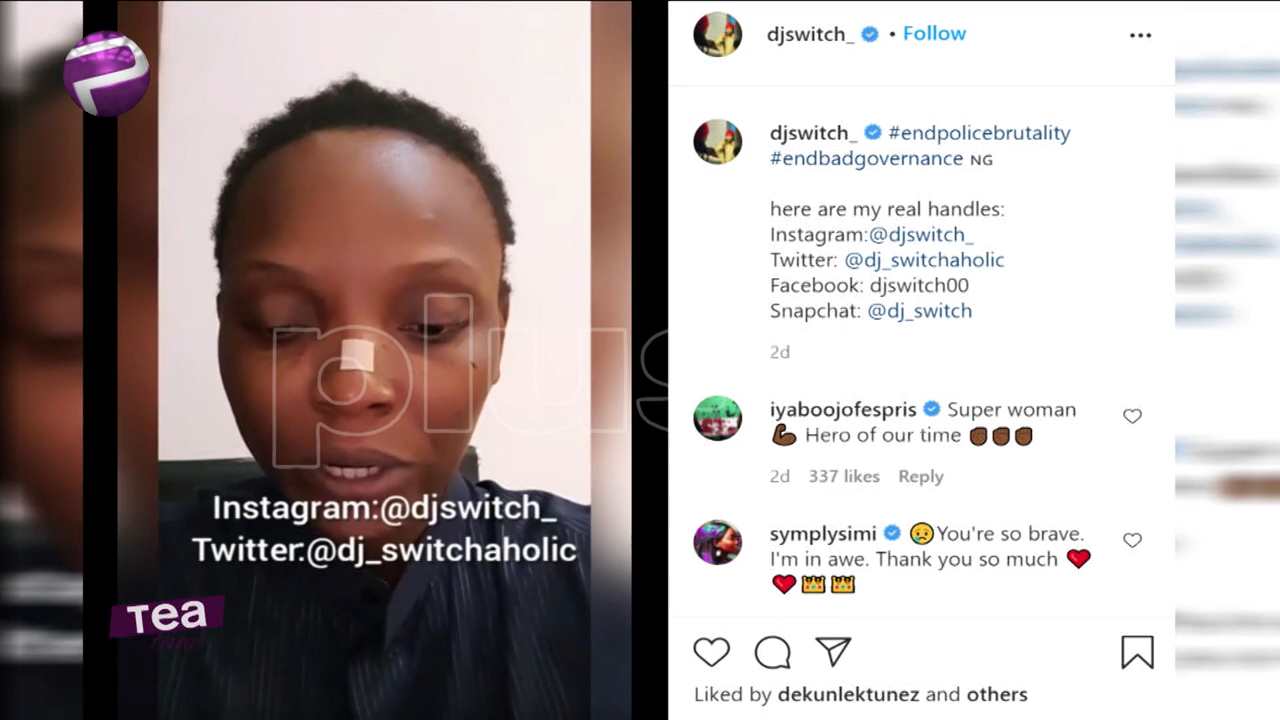 Instagram:@djswitch_
Twitter:@dj_switchaholic
Tea
plus
djswitch_ • Follow
djswitch_ #endpolicebrutality
#endbadgovernance NG
here are my real handles:
Instagram:@djswitch_
Twitter: @dj_switchaholic
Facebook: djswitch00
Snapchat: @dj_switch
2d
iyaboojofespris Super woman
💪🏾 Hero of our time ✊🏾✊🏾✊🏾
2d 337 likes Reply
symplysimi 😢You're so brave.
I'm in awe. Thank you so much ❤️
❤️👑👑
Liked by dekunlektunez and others